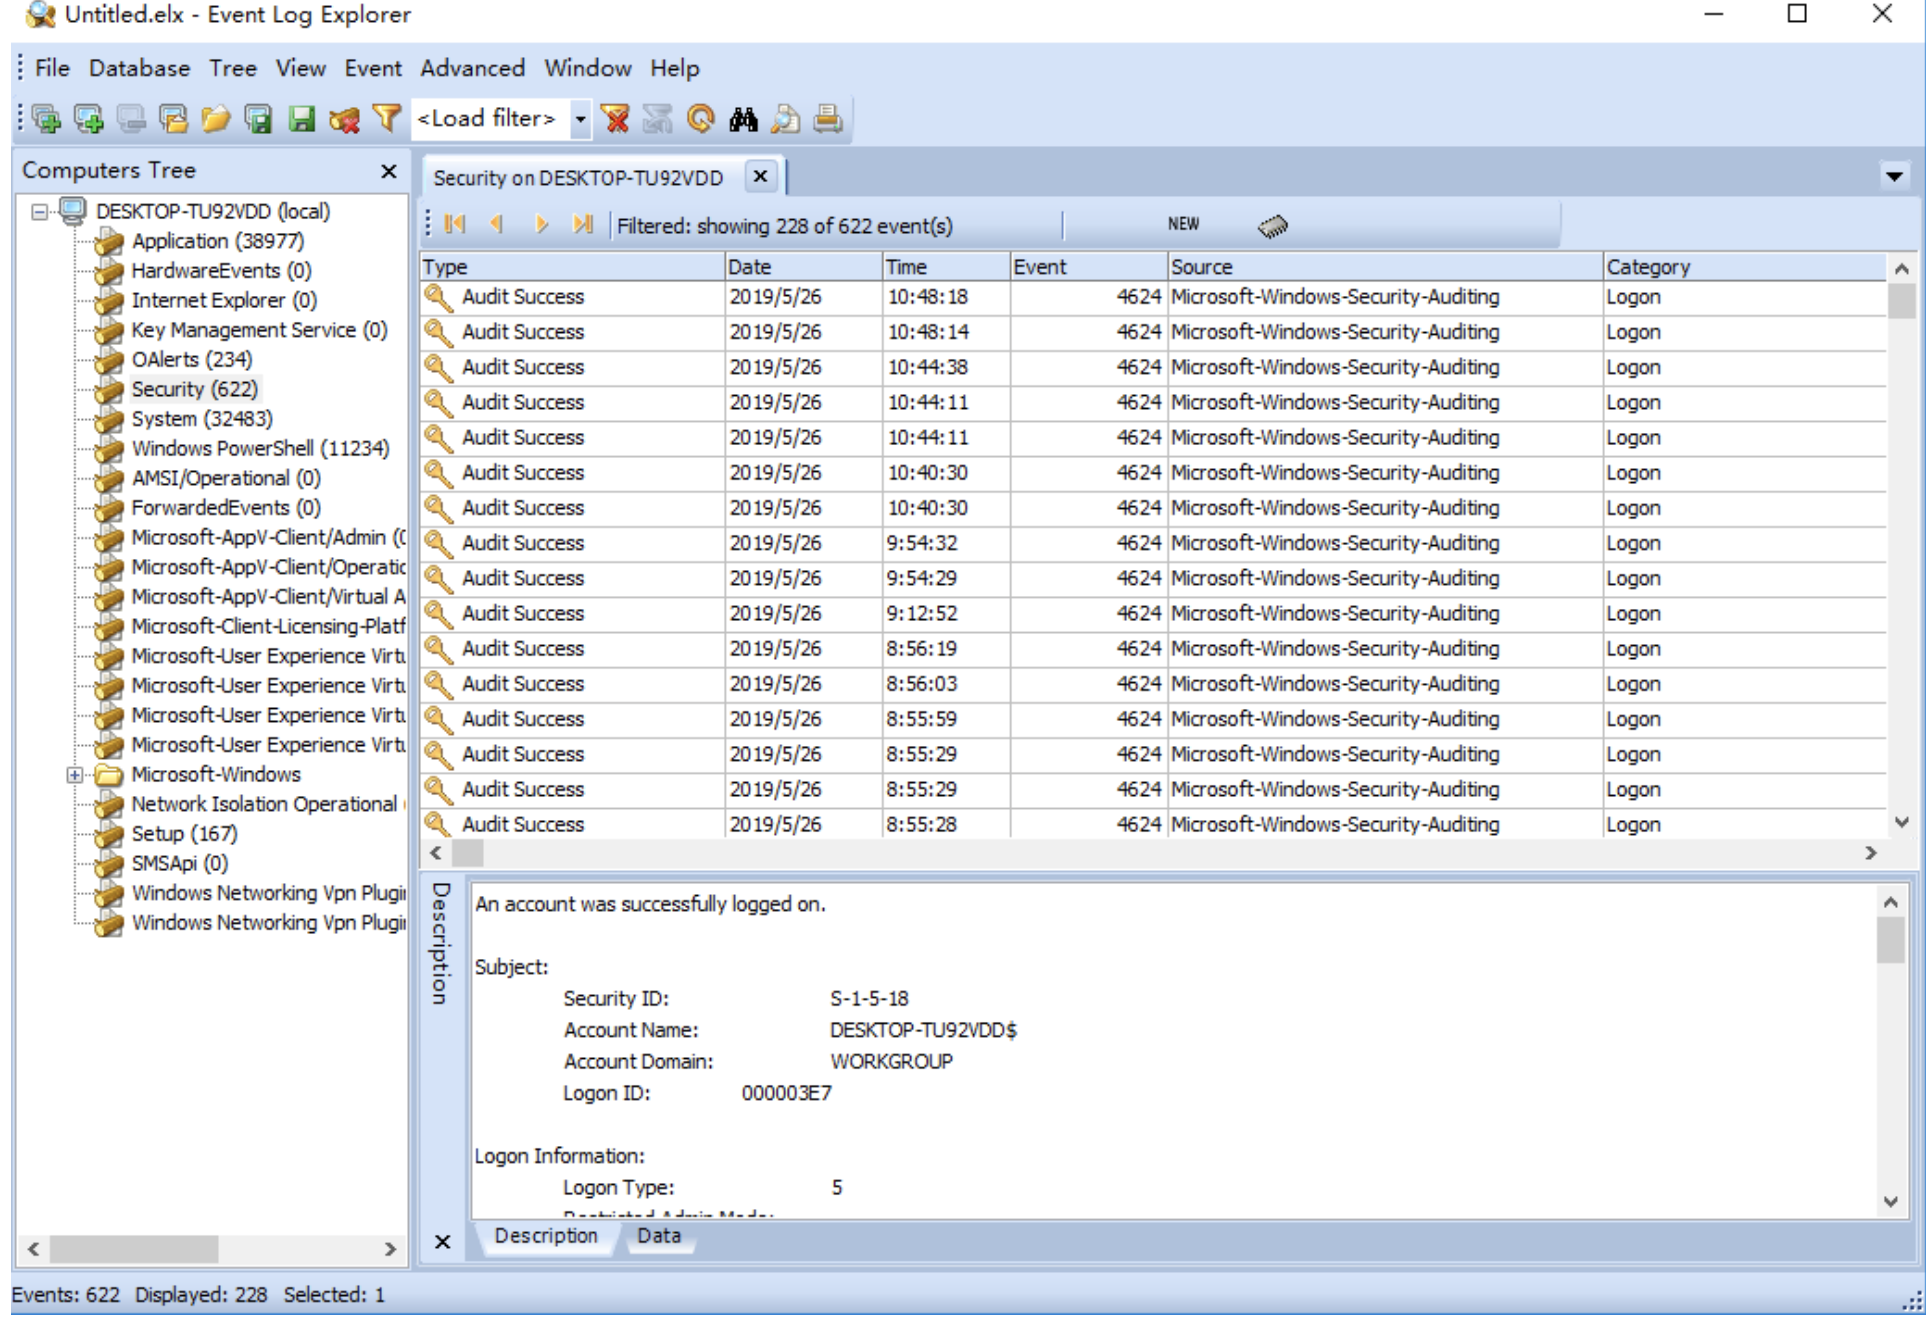 Untitled.elx - Event Log Explorer
File Database Tree View Event Advanced Window Help
<Load filter>
Computers Tree
DESKTOP-TU92VDD (local)
Application (38977)
HardwareEvents (0)
Internet Explorer (0)
Key Management Service (0)
OAlerts (234)
Security (622)
System (32483)
Windows PowerShell (11234)
AMSI/Operational (0)
ForwardedEvents (0)
Microsoft-AppV-Client/Admin (
Microsoft-AppV-Client/Operatic
Microsoft-AppV-Client/Virtual A
Microsoft-Client-Licensing-Platf
Microsoft-User Experience Virtu
Microsoft-User Experience Virtu
Microsoft-User Experience Virtu
Microsoft-User Experience Virtu
Microsoft-Windows
Network Isolation Operational
Setup (167)
SMSApi (0)
Windows Networking Vpn Plugin
Windows Networking Vpn Plugin
Security on DESKTOP-TU92VDD
Filtered: showing 228 of 622 event(s) NEW
Type Date Time Event Source Category
Audit Success 2019/5/26 10:48:18 4624 Microsoft-Windows-Security-Auditing Logon
Audit Success 2019/5/26 10:48:14 4624 Microsoft-Windows-Security-Auditing Logon
Audit Success 2019/5/26 10:44:38 4624 Microsoft-Windows-Security-Auditing Logon
Audit Success 2019/5/26 10:44:11 4624 Microsoft-Windows-Security-Auditing Logon
Audit Success 2019/5/26 10:44:11 4624 Microsoft-Windows-Security-Auditing Logon
Audit Success 2019/5/26 10:40:30 4624 Microsoft-Windows-Security-Auditing Logon
Audit Success 2019/5/26 10:40:30 4624 Microsoft-Windows-Security-Auditing Logon
Audit Success 2019/5/26 9:54:32 4624 Microsoft-Windows-Security-Auditing Logon
Audit Success 2019/5/26 9:54:29 4624 Microsoft-Windows-Security-Auditing Logon
Audit Success 2019/5/26 9:12:52 4624 Microsoft-Windows-Security-Auditing Logon
Audit Success 2019/5/26 8:56:19 4624 Microsoft-Windows-Security-Auditing Logon
Audit Success 2019/5/26 8:56:03 4624 Microsoft-Windows-Security-Auditing Logon
Audit Success 2019/5/26 8:55:59 4624 Microsoft-Windows-Security-Auditing Logon
Audit Success 2019/5/26 8:55:29 4624 Microsoft-Windows-Security-Auditing Logon
Audit Success 2019/5/26 8:55:29 4624 Microsoft-Windows-Security-Auditing Logon
Audit Success 2019/5/26 8:55:28 4624 Microsoft-Windows-Security-Auditing Logon
Description
An account was successfully logged on.
Subject:
Security ID: S-1-5-18
Account Name: DESKTOP-TU92VDD$
Account Domain: WORKGROUP
Logon ID: 000003E7
Logon Information:
Logon Type: 5
Restricted Admin Mode:
Description Data
Events: 622 Displayed: 228 Selected: 1